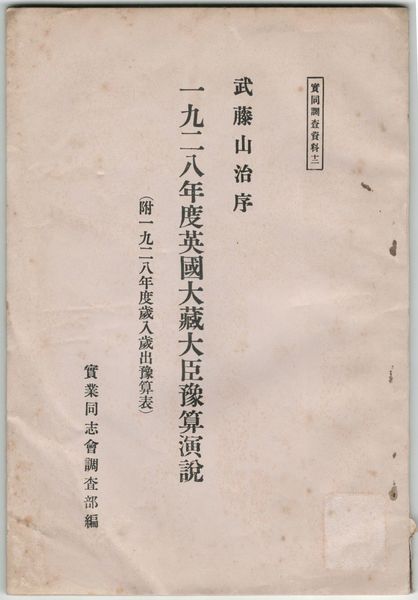 實同調査資料十二
武藤山治序
一九二八年度英國大藏大臣豫算演說
（附一九二八年度歲入歲出豫算表）
實業同志會調査部編